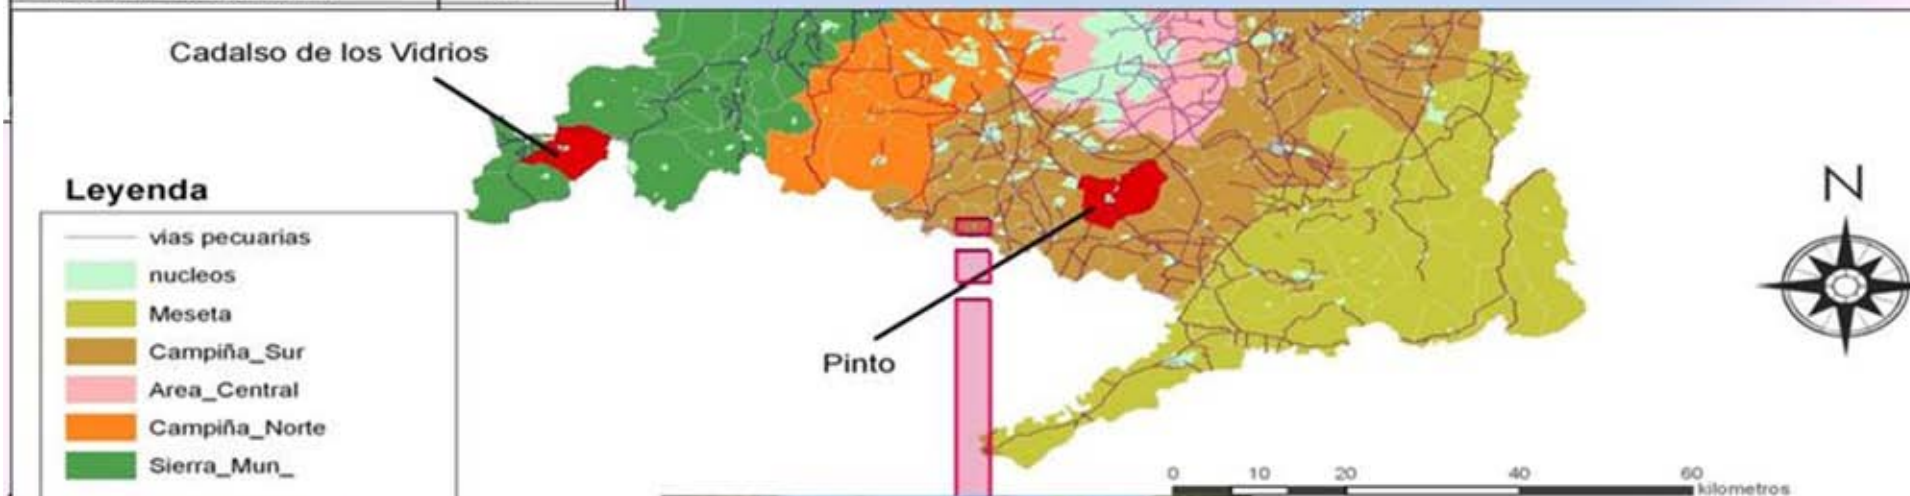 Cadalso de los Vidrios
Leyenda
vias pecuarias
nucleos
Meseta
Campiña_Sur
Area_Central
Campiña_Norte
Sierra_Mun_
Pinto
N
0 10 20 40 60
kilometros